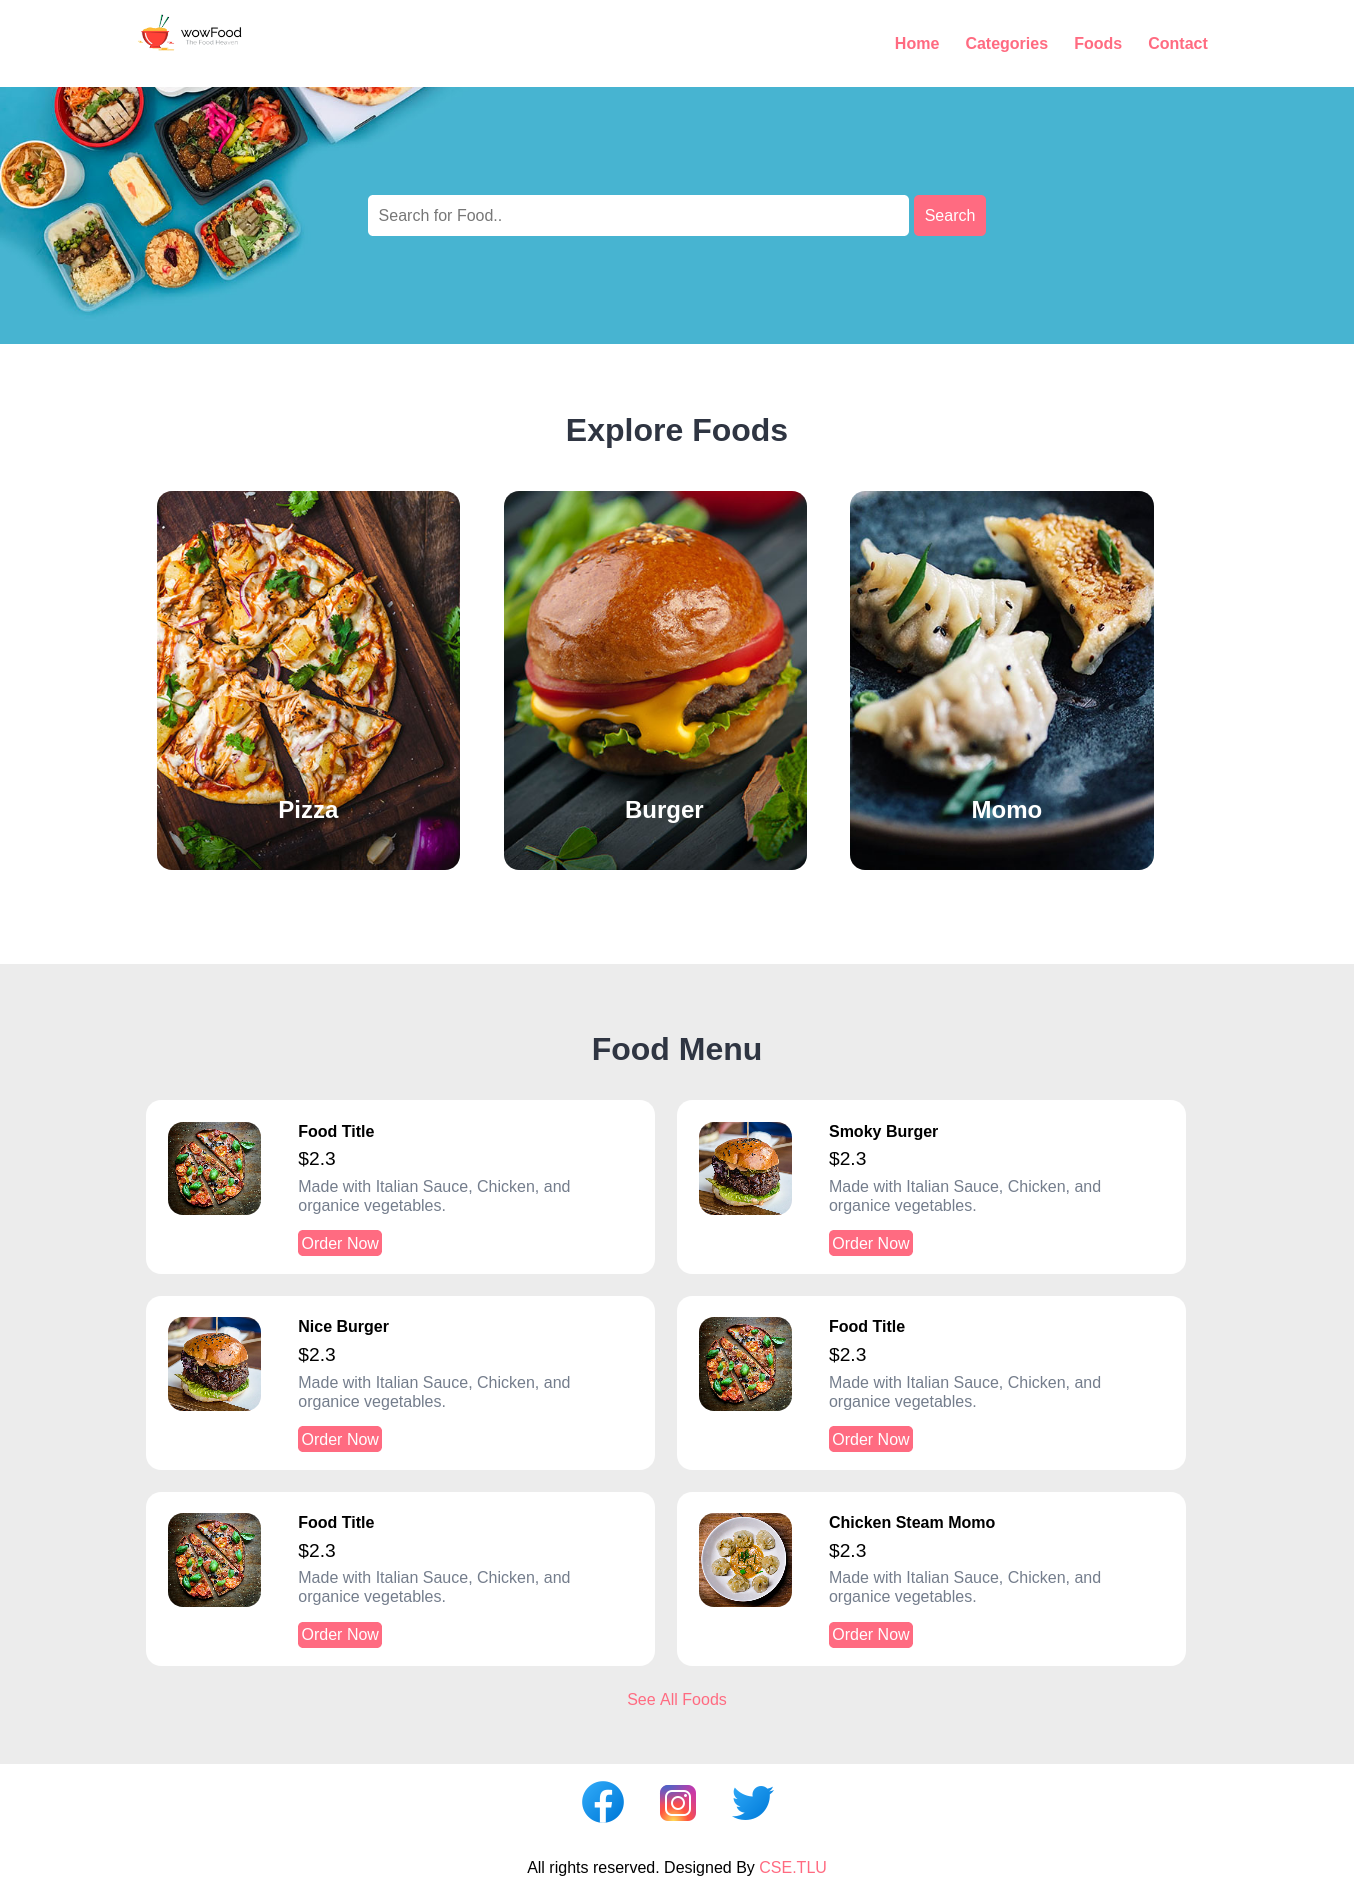 wowFood
The Food Heaven
Home Categories Foods Contact
Search for Food.. Search
Explore Foods
Pizza
Burger
Momo
Food Menu
Food Title
$2.3
Made with Italian Sauce, Chicken, and
organice vegetables.
Order Now
Smoky Burger
$2.3
Made with Italian Sauce, Chicken, and
organice vegetables.
Order Now
Nice Burger
$2.3
Made with Italian Sauce, Chicken, and
organice vegetables.
Order Now
Food Title
$2.3
Made with Italian Sauce, Chicken, and
organice vegetables.
Order Now
Food Title
$2.3
Made with Italian Sauce, Chicken, and
organice vegetables.
Order Now
Chicken Steam Momo
$2.3
Made with Italian Sauce, Chicken, and
organice vegetables.
Order Now
See All Foods
All rights reserved. Designed By CSE.TLU